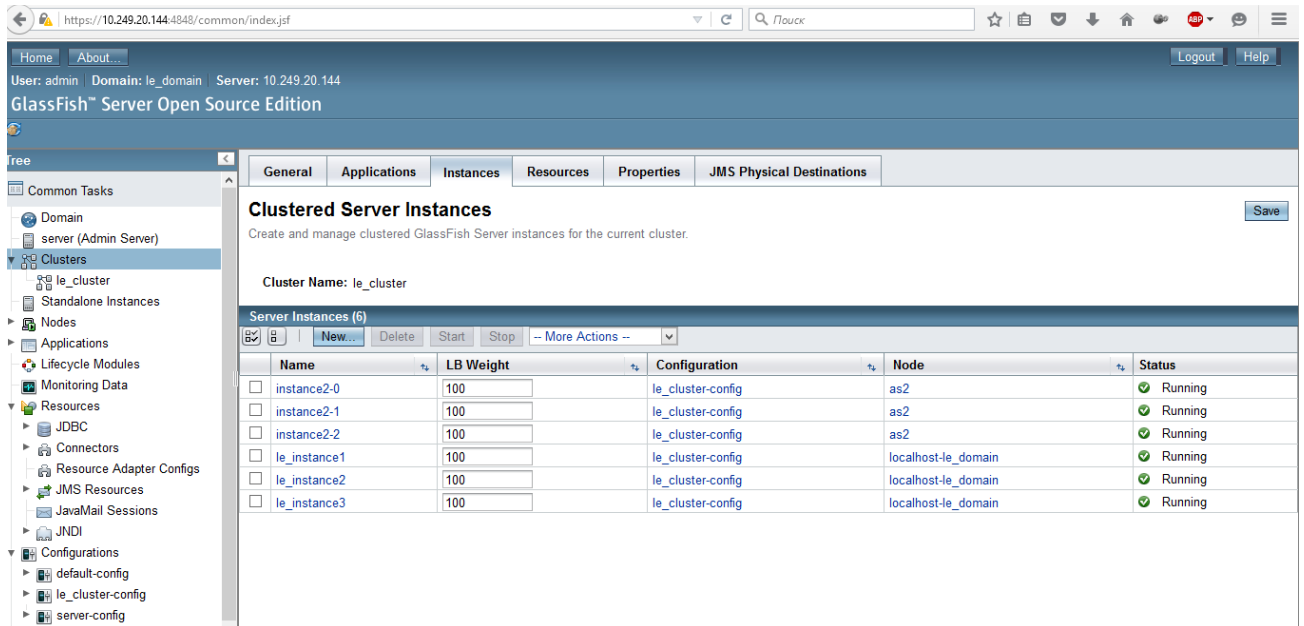 https://10.249.20.144:4848/common/index.jsf
Поиск
ABP
Home About...
Logout Help
User: admin Domain: le_domain Server: 10.249.20.144
GlassFish™ Server Open Source Edition
Tree
Common Tasks
Domain
server (Admin Server)
Clusters
le_cluster
Standalone Instances
Nodes
Applications
Lifecycle Modules
Monitoring Data
Resources
JDBC
Connectors
Resource Adapter Configs
JMS Resources
JavaMail Sessions
JNDI
Configurations
default-config
le_cluster-config
server-config
General Applications Instances Resources Properties JMS Physical Destinations
Clustered Server Instances
Save
Create and manage clustered GlassFish Server instances for the current cluster.
Cluster Name: le_cluster
Server Instances (6)
New... Delete Start Stop -- More Actions --
Name LB Weight Configuration Node Status
instance2-0 100 le_cluster-config as2 Running
instance2-1 100 le_cluster-config as2 Running
instance2-2 100 le_cluster-config as2 Running
le_instance1 100 le_cluster-config localhost-le_domain Running
le_instance2 100 le_cluster-config localhost-le_domain Running
le_instance3 100 le_cluster-config localhost-le_domain Running